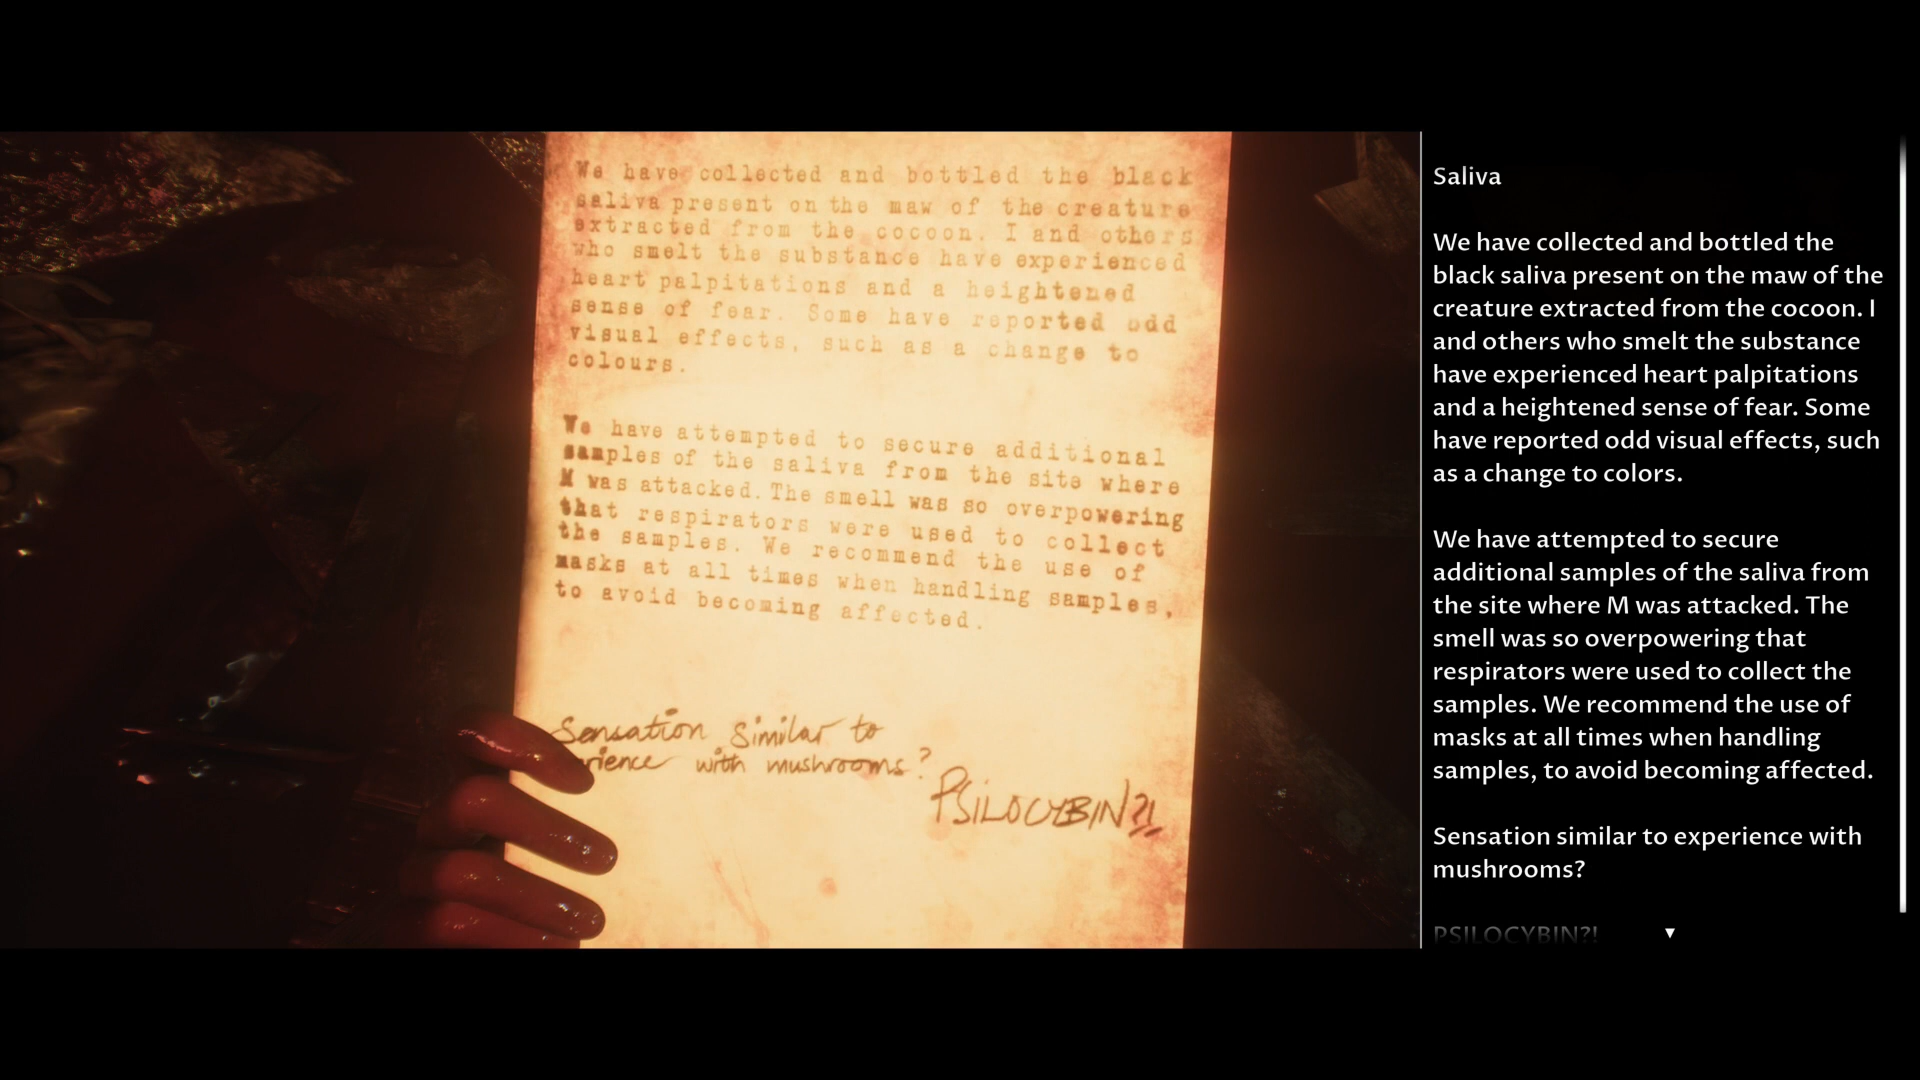 We have collected and bottled the black
saliva present on the maw of the creature
extracted from the cocoon. I and others
who smelt the substance have experienced
heart palpitations and a heightened
sense of fear. Some have reported odd
visual effects, such as a change to
colours.
We have attempted to secure additional
samples of the saliva from the site where
M was attacked. The smell was so overpowering
that respirators were used to collect
the samples. We recommend the use of
masks at all times when handling samples,
to avoid becoming affected.
Sensation similar to
rience with mushrooms?
PSILOCYBIN?!
Saliva
We have collected and bottled the
black saliva present on the maw of the
creature extracted from the cocoon. I
and others who smelt the substance
have experienced heart palpitations
and a heightened sense of fear. Some
have reported odd visual effects, such
as a change to colors.
We have attempted to secure
additional samples of the saliva from
the site where M was attacked. The
smell was so overpowering that
respirators were used to collect the
samples. We recommend the use of
masks at all times when handling
samples, to avoid becoming affected.
Sensation similar to experience with
mushrooms?
PSILOCYBIN?!